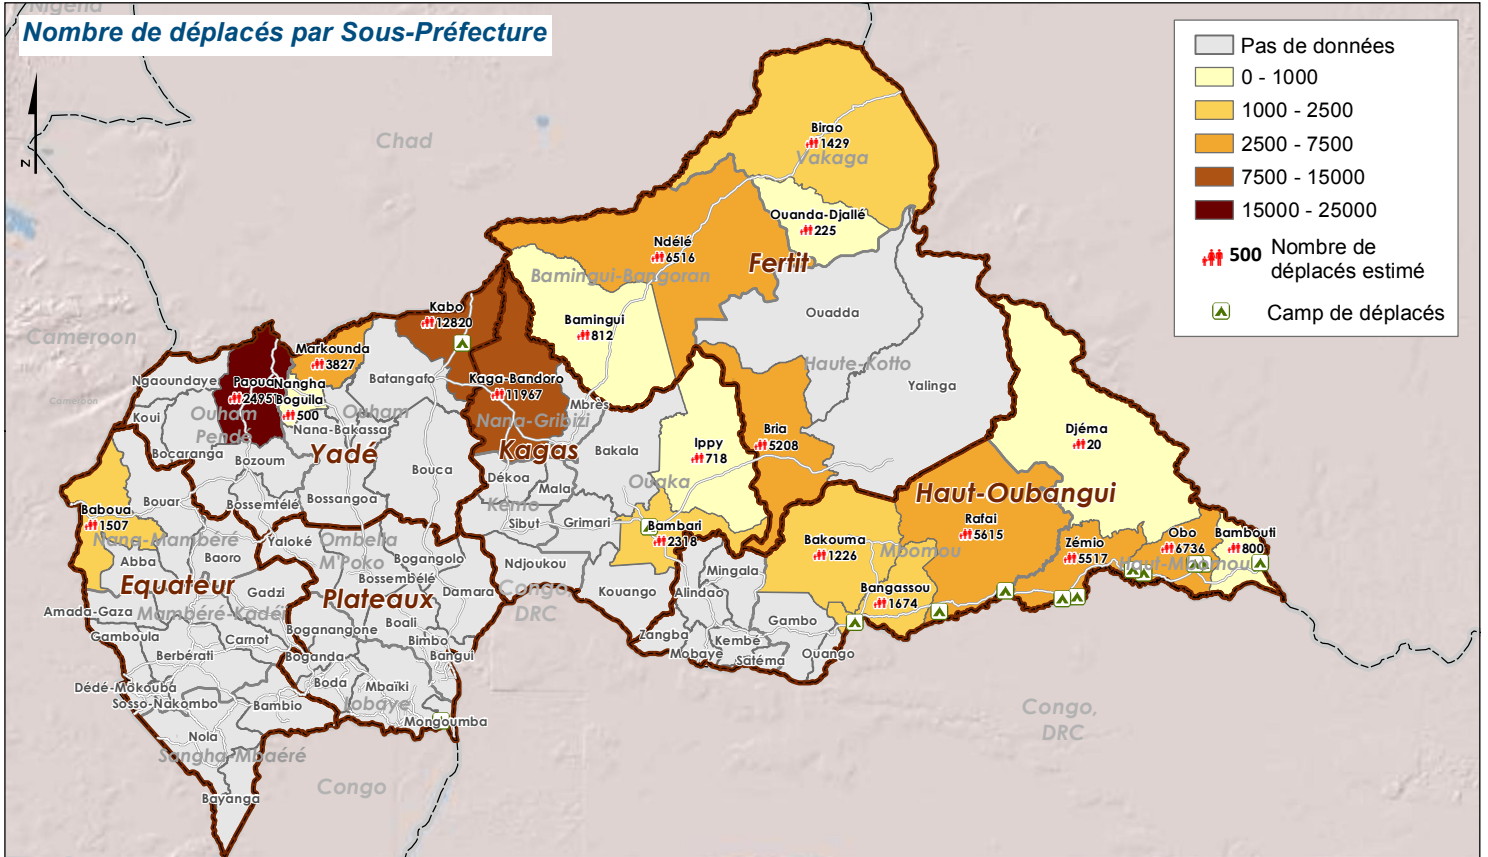 Nigeria
Nombre de déplacés par Sous-Préfecture
Pas de données
0 - 1000
1000 - 2500
2500 - 7500
7500 - 15000
15000 - 25000
500 Nombre de
déplacés estimé
Camp de déplacés
N
Chad
Birao
1429
Vakaga
Ouanda-Djallé
225
Ndélé
6516
Fertit
Bamingui-Bangoran
Kabo
12820
Bamingui
812
Ouadda
Cameroon
Markounda
3827
Haute-Kotto
Ngaoundaye
Paoua
Nangha
Batangafo
Kaga-Bandoro
11967
Yalinga
Cameroon
2495
Boguila
500
Mbrès
Koui
Ouham
Pendé
Ouham
Nana-Bakassa
Nana-Gribizi
Djéma
20
Bria
5208
Ippy
718
Bocaranga
Yadé
Kagas
Bakala
Bozoum
Bouca
Dékoa
Ouaka
Mala
Haut-Oubangui
Bouar
Bossemtélé
Bossangoa
Kémo
Baboua
1507
Sibut
Grimari
Bambari
2318
Rafai
5615
Nana-Mambéré
Yaloké
Ombella
M'Poko
Bakouma
1226
Mbomou
Zémio
5517
Obo
6736
Bambouti
800
Haut-Mbomou
Abba
Baoro
Bogangolo
Ndjoukou
Mingala
Equateur
Bossembélé
Gadzi
Plateaux
Damara
Congo,
DRC
Kouango
Alindao
Bangassou
1674
Amada-Gaza
Mambéré-Kadéï
Boali
Gambo
Gamboula
Carnot
Boganangone
Bimbo
Zangba
Kembé
Berbérati
Boganda
Bangui
Mobaye
Satéma
Ouango
Dédé-Mokouba
Boda
Mbaïki
Sosso-Nakombo
Bambio
Lobaye
Mongoumba
Congo,
DRC
Nola
Sangha-Mbaéré
Congo
Bayanga